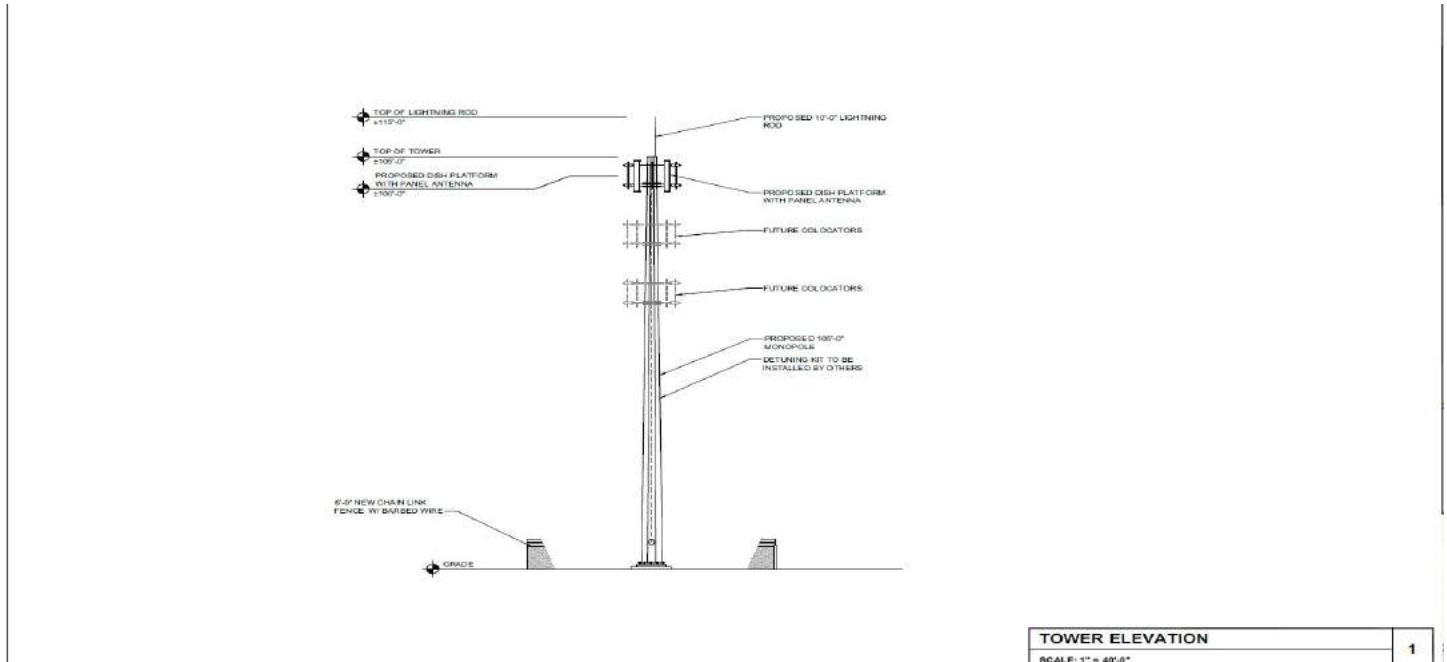 TOP OF LIGHTNING ROD
±115'-0"
TOP OF TOWER
±105'-0"
PROPOSED DISH PLATFORM
WITH PANEL ANTENNA
±100'-0"
PROPOSED 10'-0" LIGHTNING
ROD
PROPOSED DISH PLATFORM
WITH PANEL ANTENNA
FUTURE COLOCATORS
FUTURE COLOCATORS
PROPOSED 105'-0"
MONOPOLE
DETUNING KIT TO BE
INSTALLED BY OTHERS
NEW CHAIN LINK
FENCE W/ BARBED WIRE
GRADE
TOWER ELEVATION
1
SCALE: 1" = 40'-0"